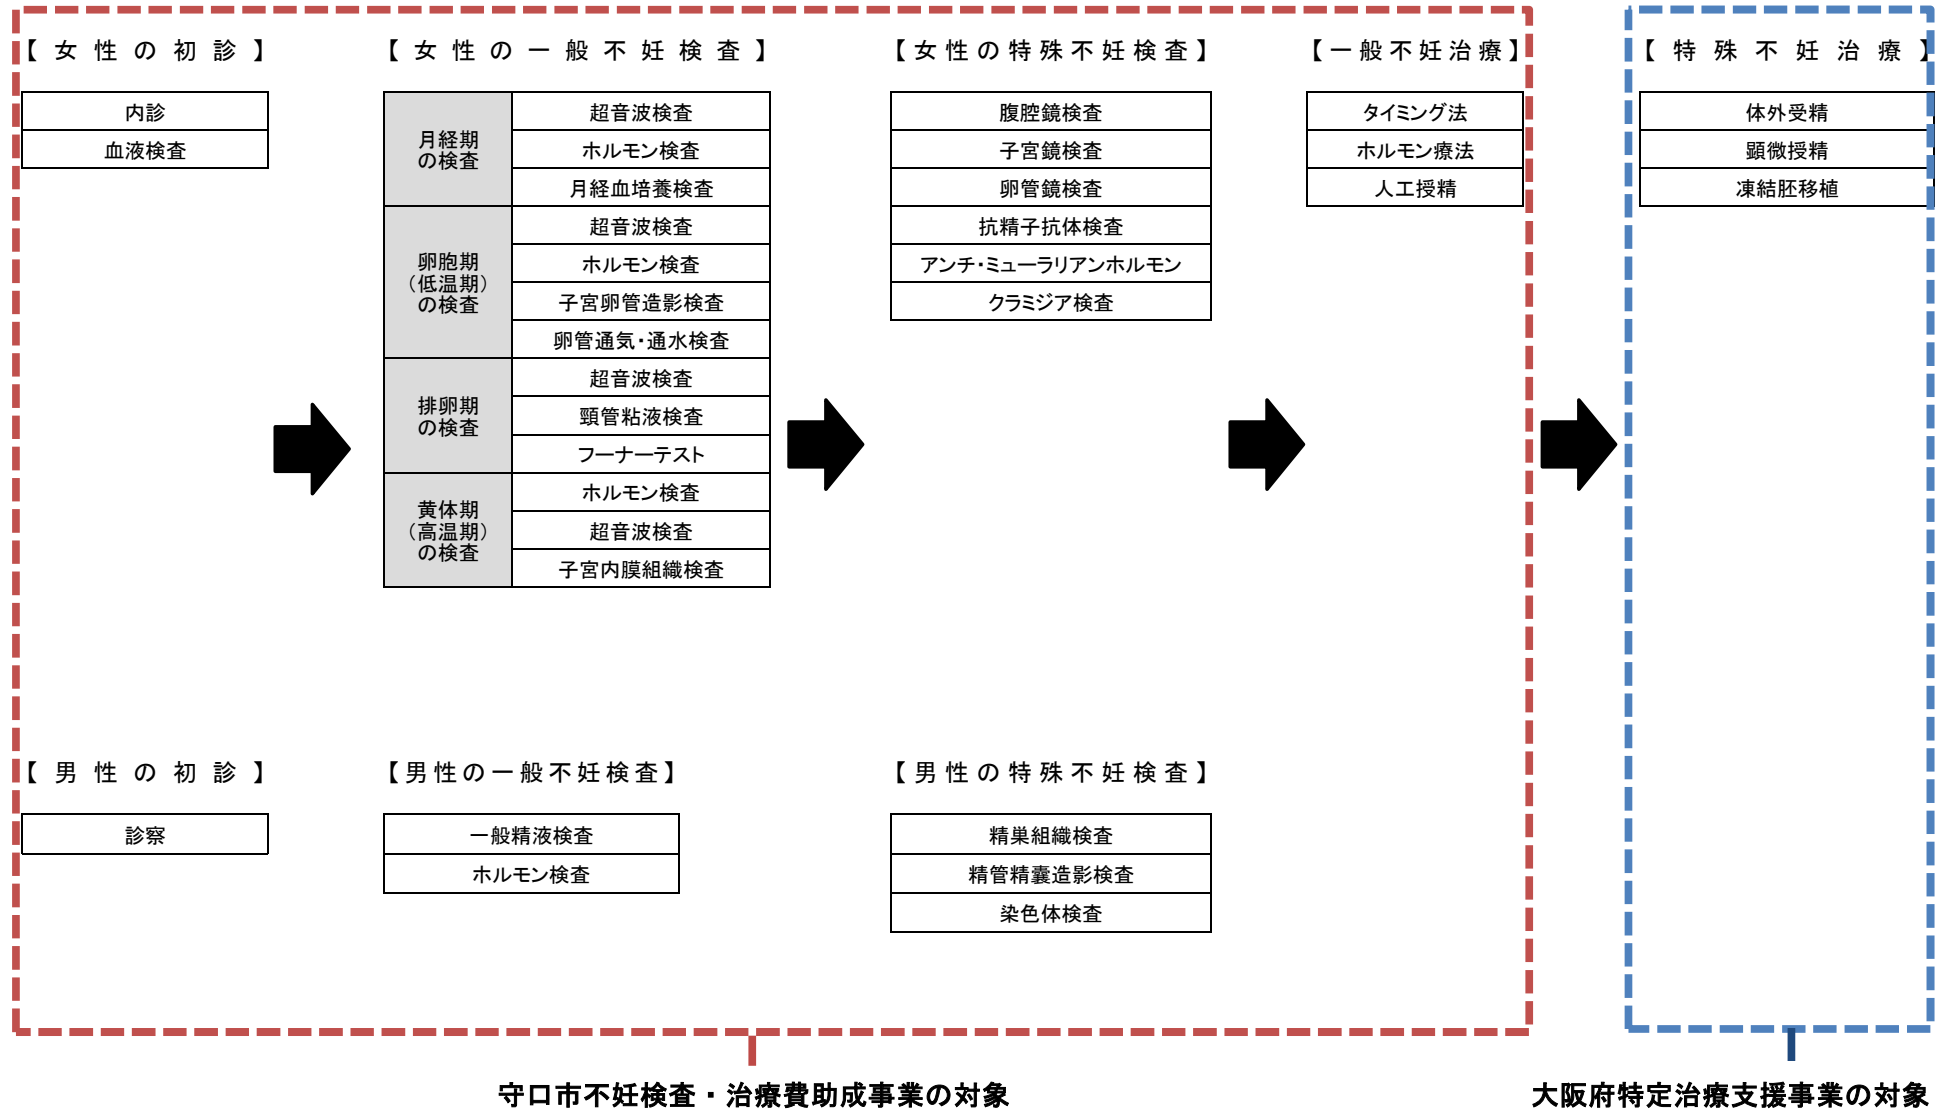 【女性の初診】
内診
血液検査
【女性の一般不妊検査】
月経期
の検査
超音波検査
ホルモン検査
月経血培養検査
卵胞期
(低温期)
の検査
超音波検査
ホルモン検査
子宮卵管造影検査
卵管通気・通水検査
排卵期
の検査
超音波検査
頸管粘液検査
フーナーテスト
黄体期
(高温期)
の検査
ホルモン検査
超音波検査
子宮内膜組織検査
【女性の特殊不妊検査】
腹腔鏡検査
子宮鏡検査
卵管鏡検査
抗精子抗体検査
アンチ・ミューラリアンホルモン
クラミジア検査
【一般不妊治療】
タイミング法
ホルモン療法
人工授精
【特殊不妊治療】
体外受精
顕微授精
凍結胚移植
【男性の初診】
診察
【男性の一般不妊検査】
一般精液検査
ホルモン検査
【男性の特殊不妊検査】
精巣組織検査
精管精嚢造影検査
染色体検査
守口市不妊検査・治療費助成事業の対象
大阪府特定治療支援事業の対象